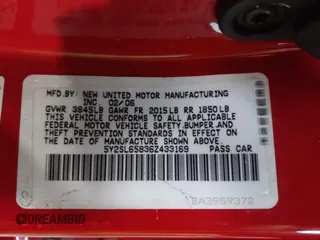 MFD.BY: NEW UNITED MOTOR MANUFACTURING
INC. 02/06
GVWR 3845LB GAWR FR 2015LB RR 1850LB
THIS VEHICLE CONFORMS TO ALL APPLICABLE
FEDERAL MOTOR VEHICLE SAFETY,BUMPER,AND
THEFT PREVENTION STANDARDS IN EFFECT ON
THE DATE OF MANUFACTURE SHOWN ABOVE.
5Y2SL65836Z433169 PASS CAR
BA3959372
DREAMBID